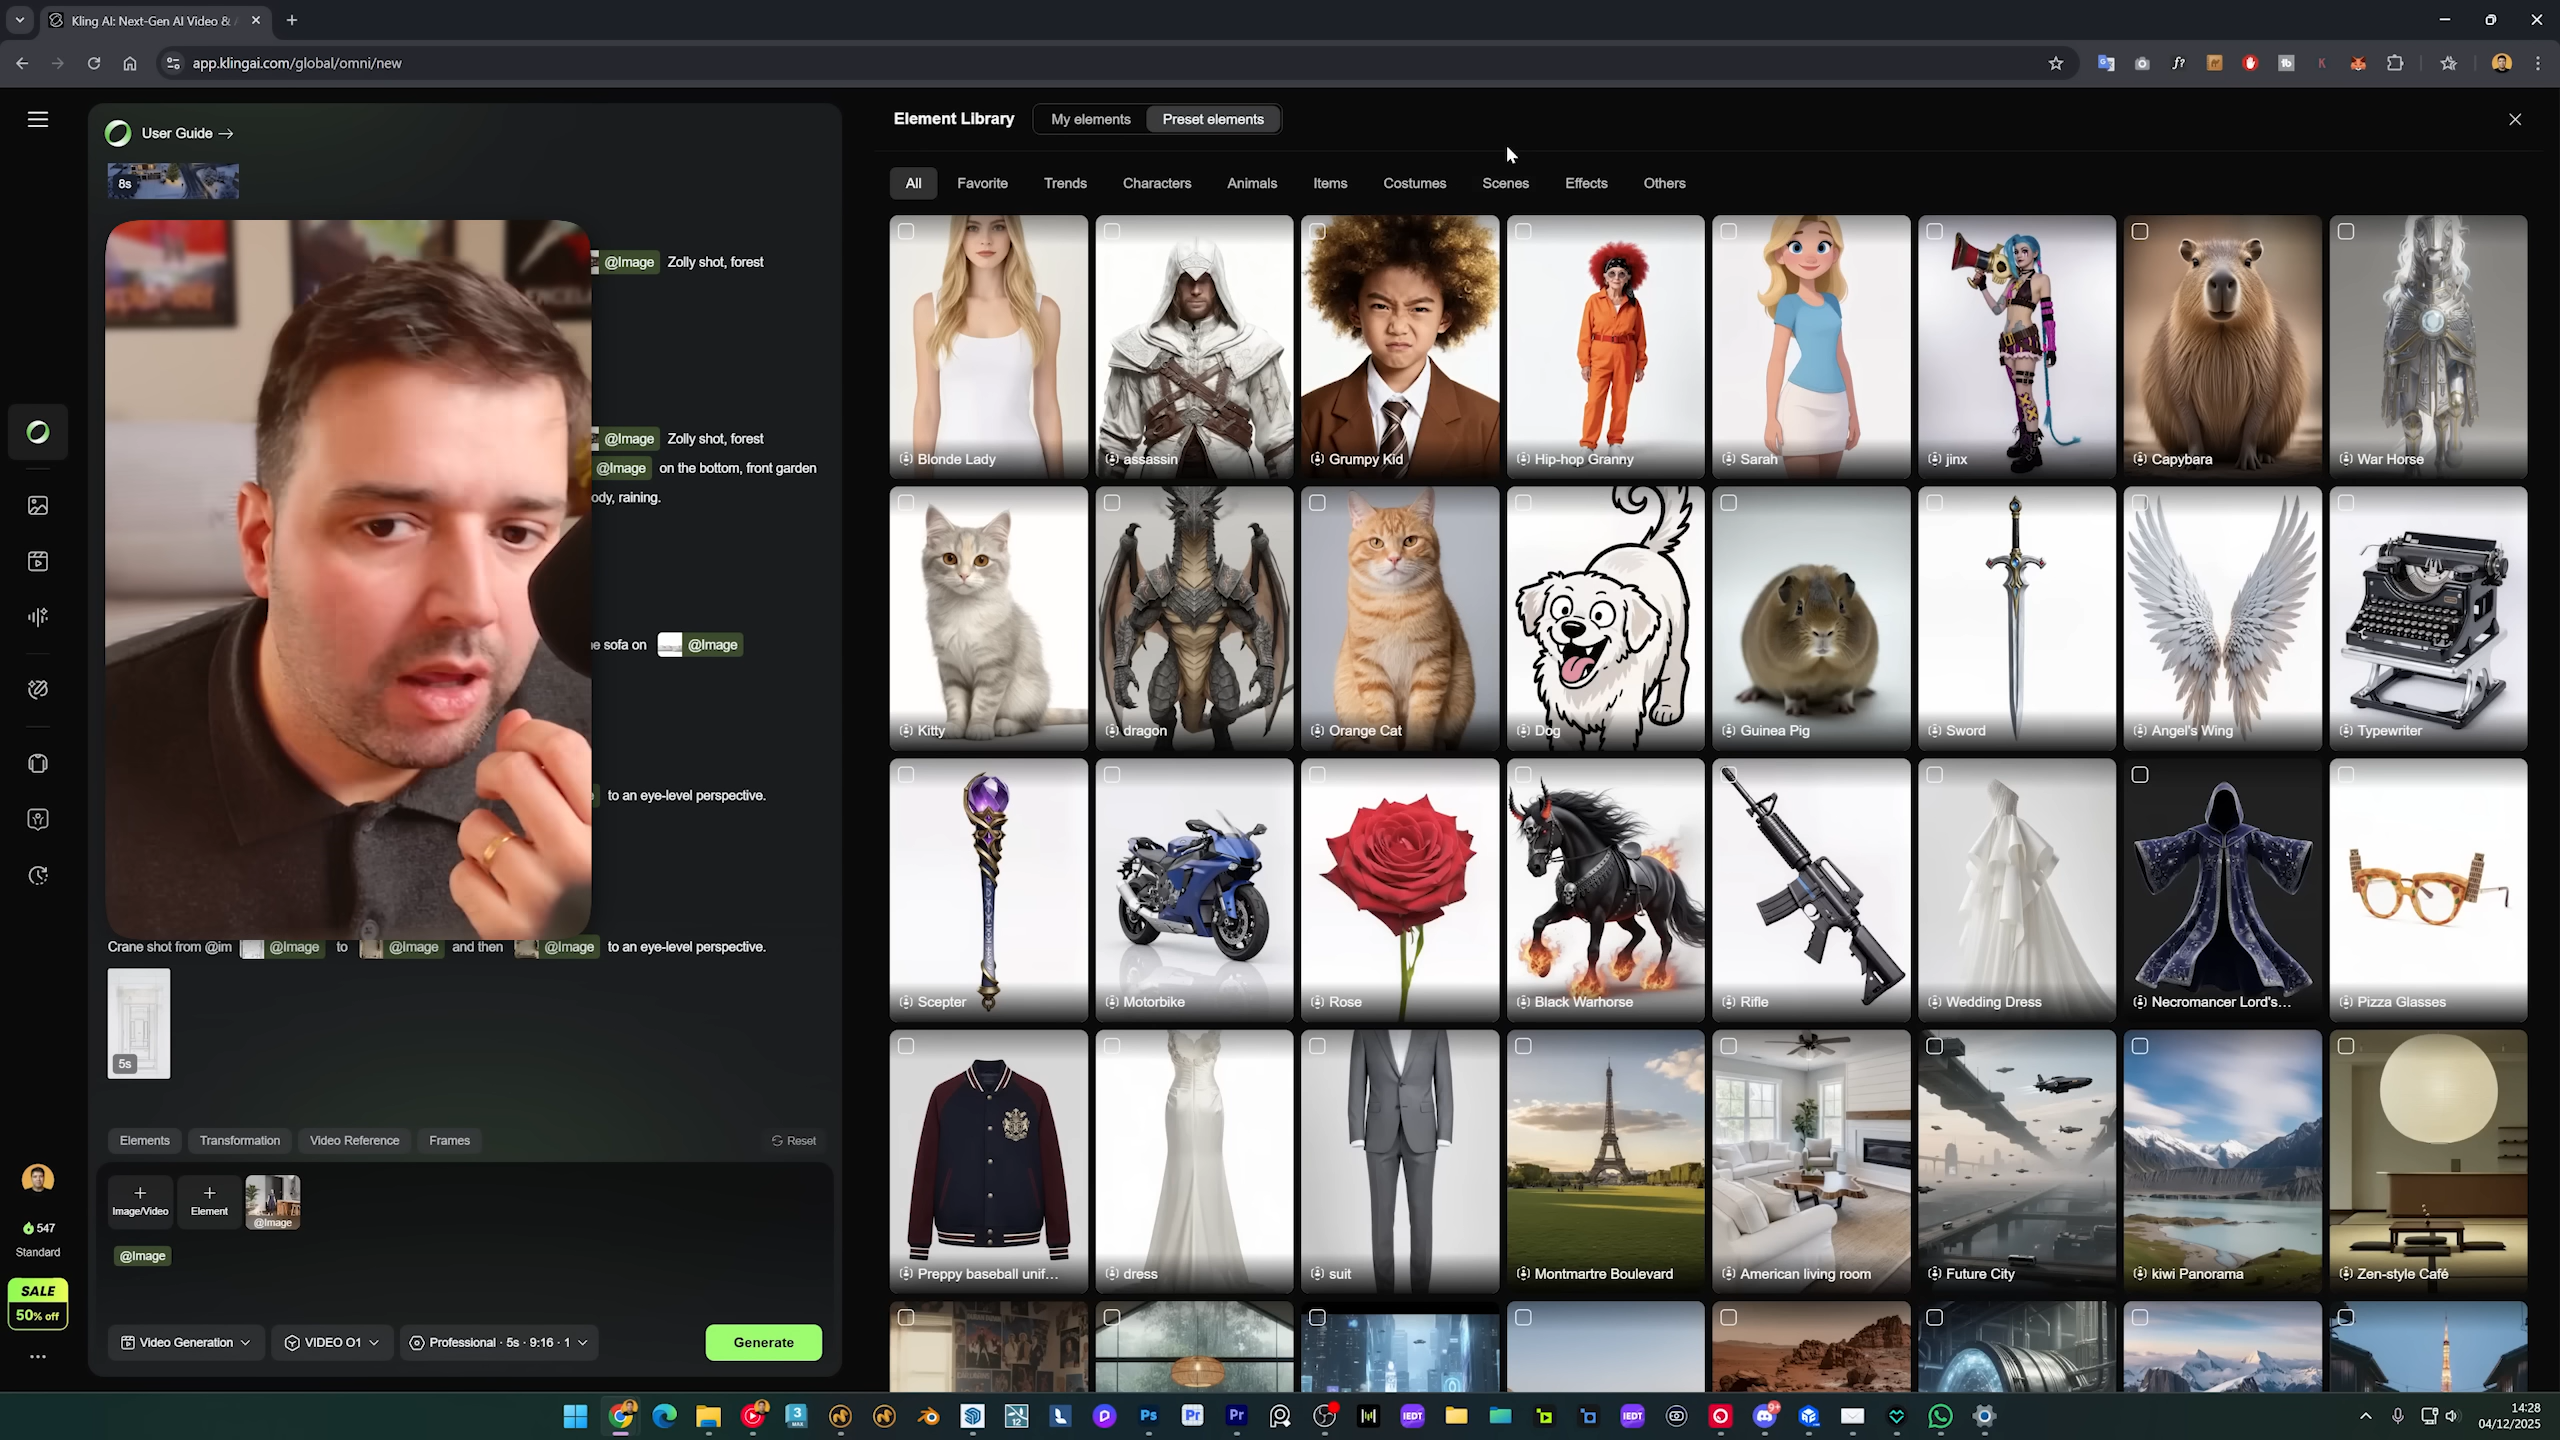 Kling AI: Next-Gen AI Video &
app.klingai.com/global/omni/new
User Guide →
8s
@Image Zolly shot, forest
@Image Zolly shot, forest
@Image on the bottom, front garden
ody, raining.
e sofa on @Image
to an eye-level perspective.
Crane shot from @im @Image to @Image and then @Image to an eye-level perspective.
5s
Elements Transformation Video Reference Frames Reset
Image/Video Element @Image
@Image
Video Generation VIDEO O1 Professional · 5s · 9:16 · 1 Generate
547
Standard
SALE
50% off
Element Library My elements Preset elements
All Favorite Trends Characters Animals Items Costumes Scenes Effects Others
Blonde Lady assassin Grumpy Kid Hip-hop Granny Sarah jinx Capybara War Horse
Kitty dragon Orange Cat Dog Guinea Pig Sword Angel's Wing Typewriter
Scepter Motorbike Rose Black Warhorse Rifle Wedding Dress Necromancer Lord's... Pizza Glasses
Preppy baseball unif... dress suit Montmartre Boulevard American living room Future City kiwi Panorama Zen-style Café
14:28
04/12/2025